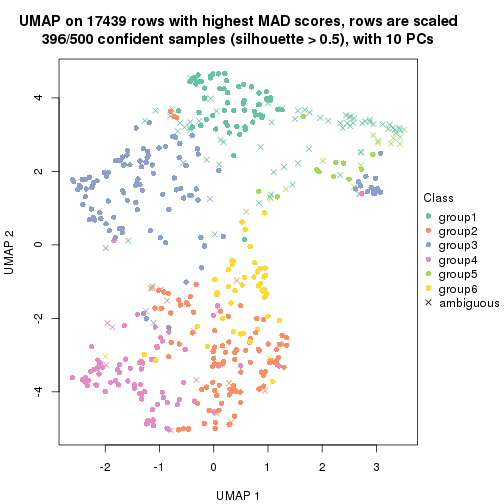 UMAP on 17439 rows with highest MAD scores, rows are scaled
396/500 confident samples (silhouette > 0.5), with 10 PCs
4
2
0
-2
-4
UMAP 2
-2
-1
0
1
2
3
UMAP 1
Class
group1
group2
group3
group4
group5
group6
ambiguous